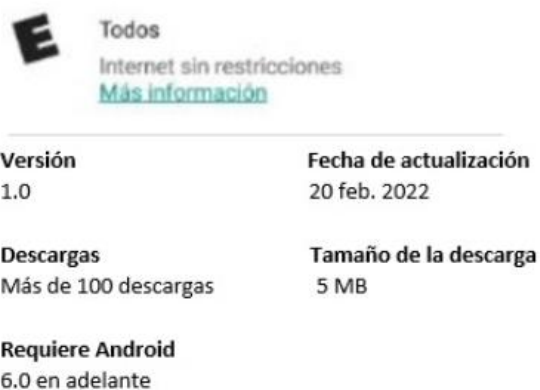 E
Todos
Internet sin restricciones
Más información
Versión
1.0
Fecha de actualización
20 feb. 2022
Descargas
Más de 100 descargas
Tamaño de la descarga
5 MB
Requiere Android
6.0 en adelante